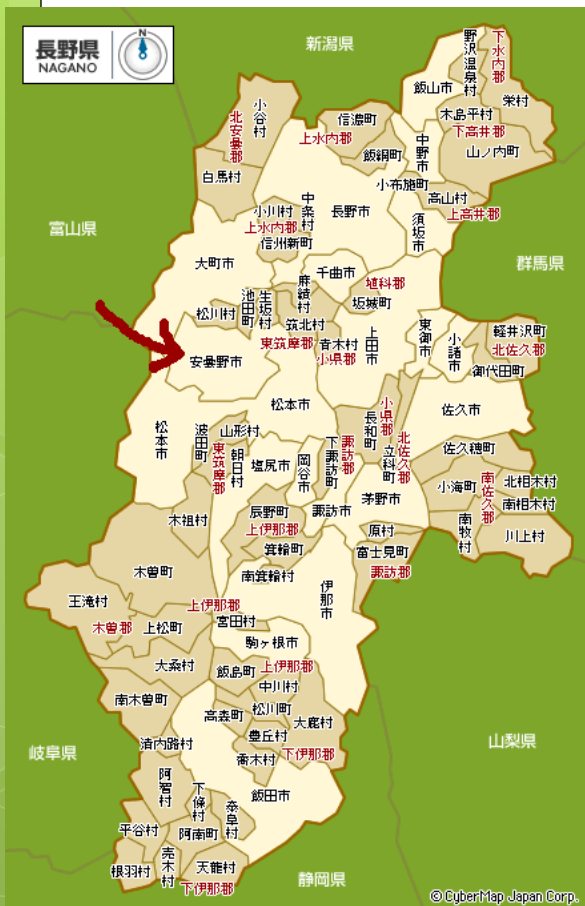 長野県
NAGANO
N
新潟県
富山県
群馬県
岐阜県
山梨県
静岡県
野沢温泉村
下水内郡
飯山市
栄村
木島平村
下高井郡
山ノ内町
中野市
小谷村
北安曇郡
白馬村
信濃町
上水内郡
飯綱町
小布施町
高山村
上高井郡
須坂市
長野市
中条村
小川村
上水内郡
信州新町
大町市
千曲市
埴科郡
坂城町
麻績村
生坂村
池田町
松川村
筑北村
東筑摩郡
青木村
小県郡
上田市
東御市
小諸市
軽井沢町
北佐久郡
御代田町
安曇野市
松本市
佐久市
松本市
波田町
山形村
朝日村
東筑摩郡
塩尻市
岡谷市
下諏訪町
諏訪郡
長和町
小県郡
立科町
北佐久郡
佐久穂町
小海町
南佐久郡
北相木村
南相木村
南牧村
川上村
茅野市
諏訪市
原村
富士見町
諏訪郡
辰野町
上伊那郡
箕輪町
南箕輪村
伊那市
木祖村
木曽町
王滝村
木曽郡
上松町
上伊那郡
宮田村
駒ヶ根市
大桑村
飯島町
上伊那郡
中川村
南木曽町
高森町
松川町
大鹿村
豊丘村
下伊那郡
喬木村
清内路村
阿智村
下條村
泰阜村
飯田市
平谷村
阿南町
売木村
根羽村
天龍村
下伊那郡
© CyberMap Japan Corp.